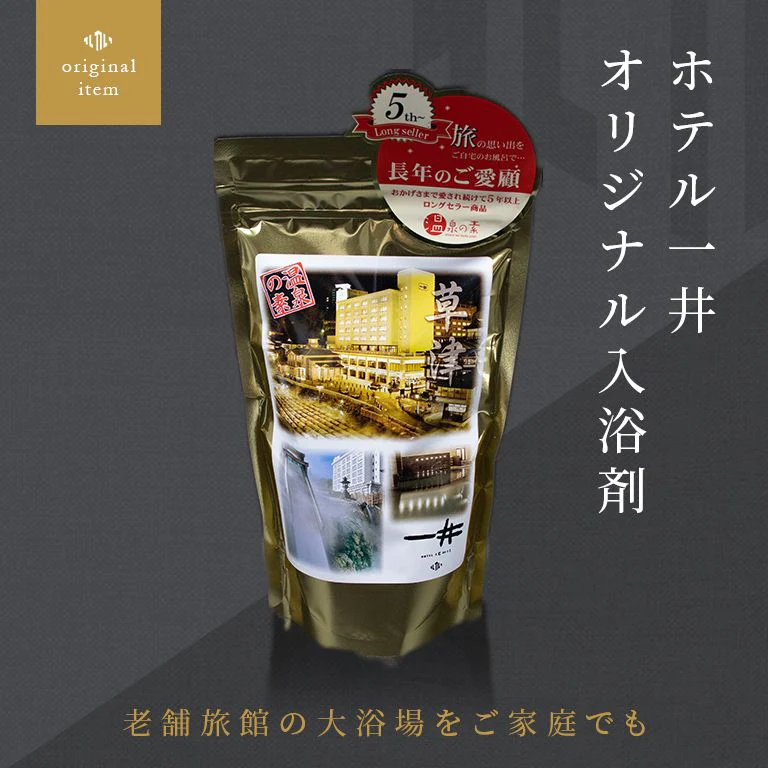 original
item
ホテル一井
オリジナル入浴剤
5th~
Long seller
旅の思い出を
ご自宅のお風呂で…
長年のご愛顧
おかげさまで愛され続けて5年以上
ロングセラー商品
温泉の素
温泉
の素
草津
一井
老舗旅館の大浴場をご家庭でも